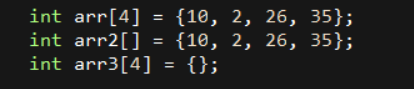 int arr[4] = {10, 2, 26, 35};
int arr2[] = {10, 2, 26, 35};
int arr3[4] = {};